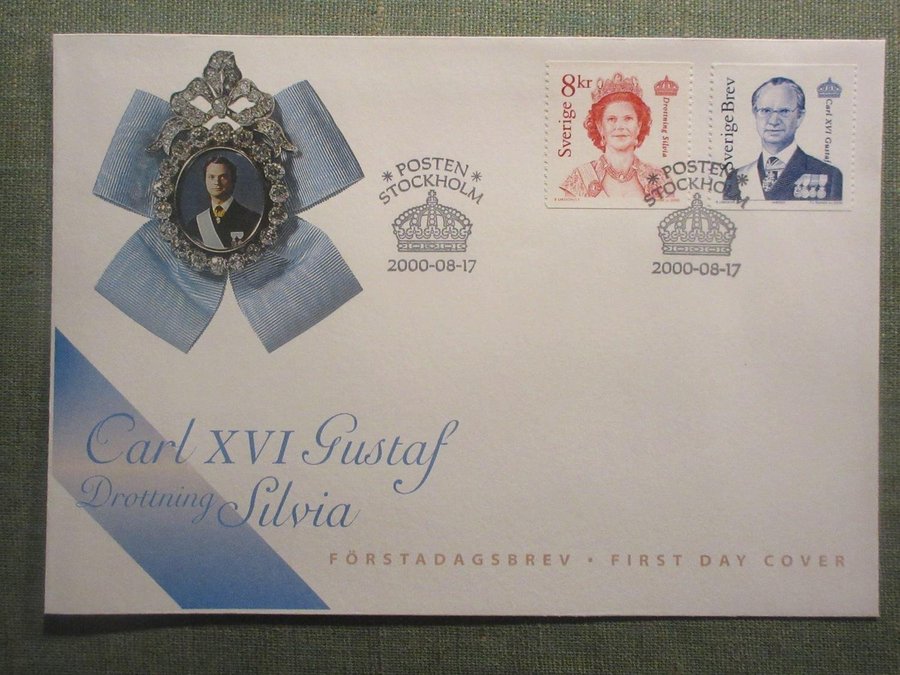 8kr
Sverige
Drottning Silvia
Sverige Brev
Carl XVI Gustaf
POSTEN
STOCKHOLM
2000-08-17
POSTEN
STOCKHOLM
2000-08-17
Carl XVI Gustaf
Drottning Silvia
FÖRSTADAGSBREV • FIRST DAY COVER